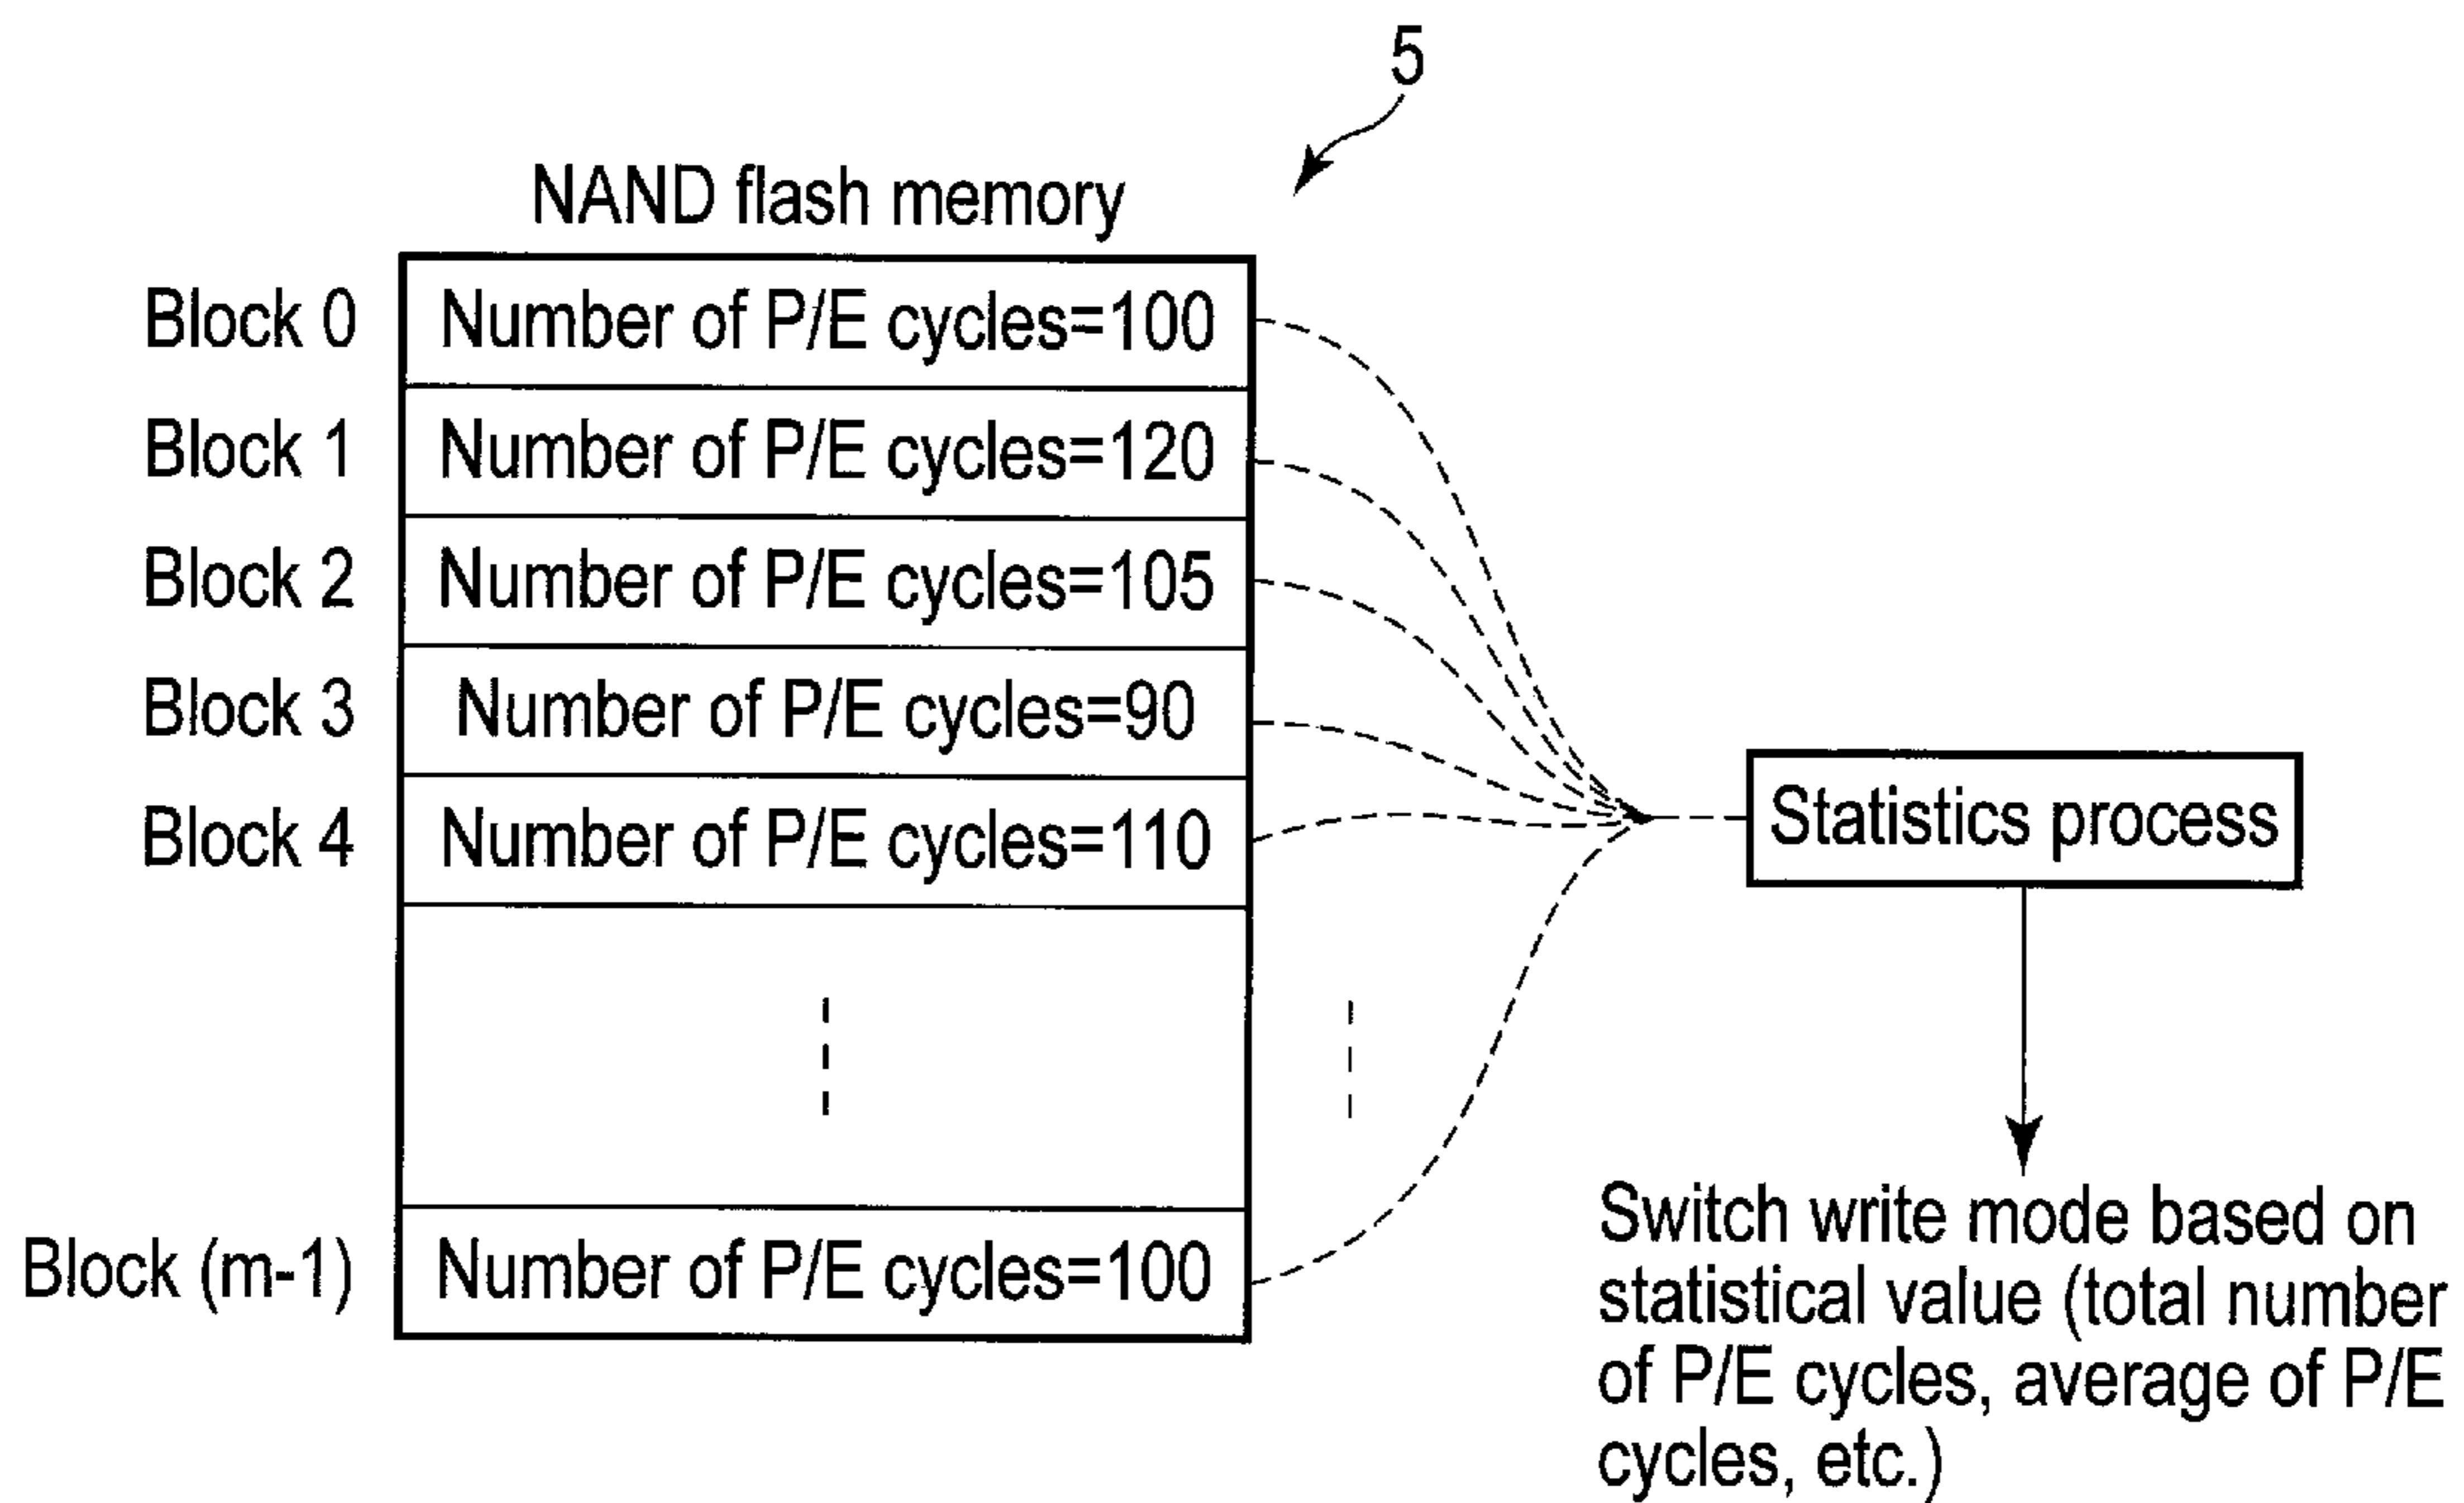 5
NAND flash memory
Block 0 Number of P/E cycles=100
Block 1 Number of P/E cycles=120
Block 2 Number of P/E cycles=105
Block 3 Number of P/E cycles=90
Block 4 Number of P/E cycles=110
Statistics process
Block (m-1) Number of P/E cycles=100
Switch write mode based on
statistical value (total number
of P/E cycles, average of P/E
cycles, etc.)